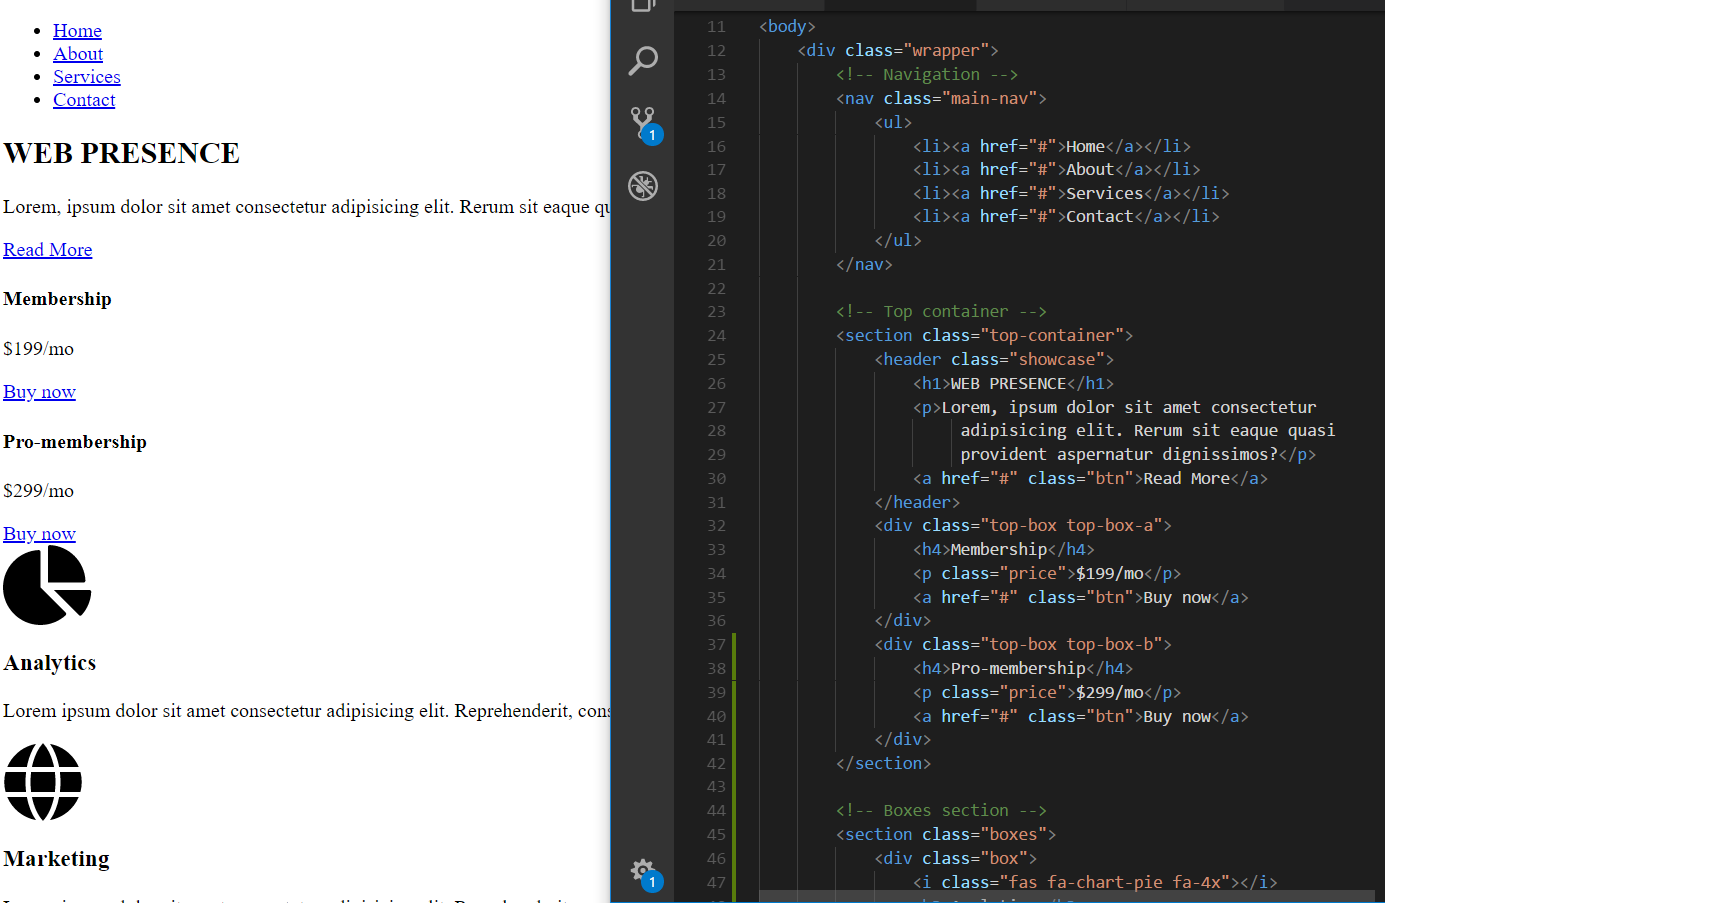 Home
About
Services
Contact
WEB PRESENCE
Lorem, ipsum dolor sit amet consectetur adipisicing elit. Rerum sit eaque qu
Read More
Membership
$199/mo
Buy now
Pro-membership
$299/mo
Buy now
Analytics
Lorem ipsum dolor sit amet consectetur adipisicing elit. Reprehenderit, cons
Marketing
1
1
11 <body>
12 <div class="wrapper">
13 <!-- Navigation -->
14 <nav class="main-nav">
15 <ul>
16 <li><a href="#">Home</a></li>
17 <li><a href="#">About</a></li>
18 <li><a href="#">Services</a></li>
19 <li><a href="#">Contact</a></li>
20 </ul>
21 </nav>
22
23 <!-- Top container -->
24 <section class="top-container">
25 <header class="showcase">
26 <h1>WEB PRESENCE</h1>
27 <p>Lorem, ipsum dolor sit amet consectetur
28 adipisicing elit. Rerum sit eaque quasi
29 provident aspernatur dignissimos?</p>
30 <a href="#" class="btn">Read More</a>
31 </header>
32 <div class="top-box top-box-a">
33 <h4>Membership</h4>
34 <p class="price">$199/mo</p>
35 <a href="#" class="btn">Buy now</a>
36 </div>
37 <div class="top-box top-box-b">
38 <h4>Pro-membership</h4>
39 <p class="price">$299/mo</p>
40 <a href="#" class="btn">Buy now</a>
41 </div>
42 </section>
43
44 <!-- Boxes section -->
45 <section class="boxes">
46 <div class="box">
47 <i class="fas fa-chart-pie fa-4x"></i>